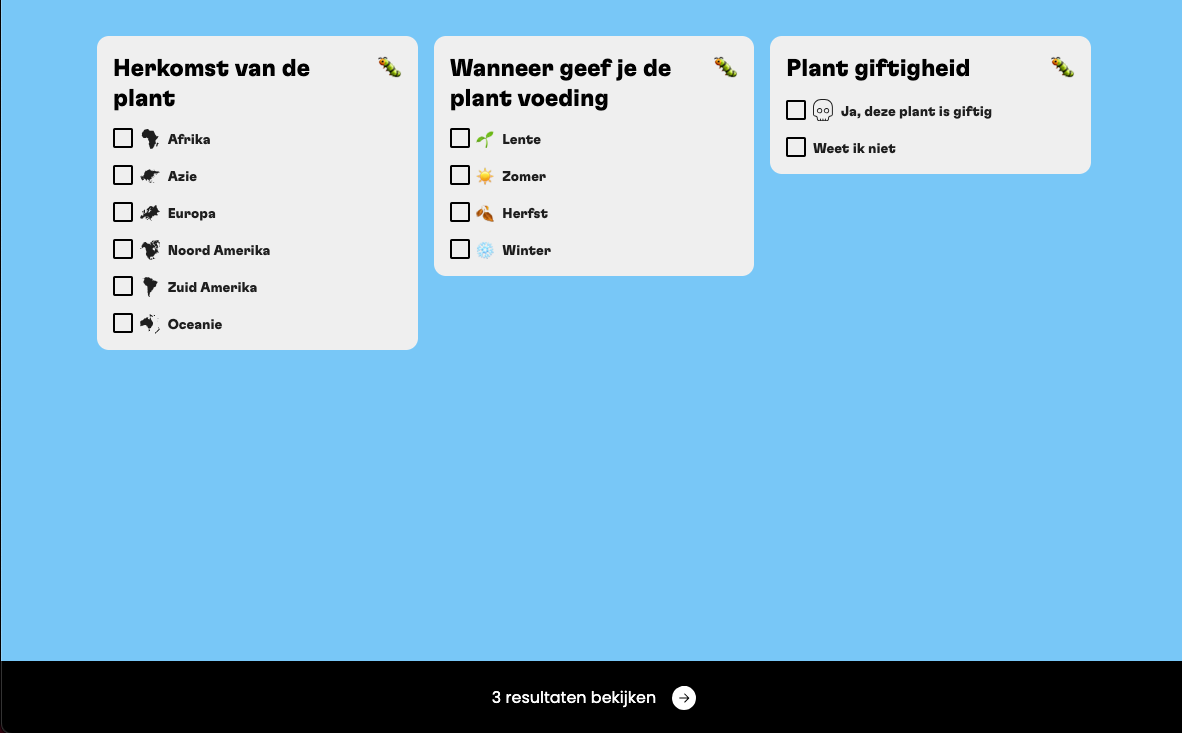 Herkomst van de
plant
Afrika
Azie
Europa
Noord Amerika
Zuid Amerika
Oceanie
Wanneer geef je de
plant voeding
Lente
Zomer
Herfst
Winter
Plant giftigheid
Ja, deze plant is giftig
Weet ik niet
3 resultaten bekijken